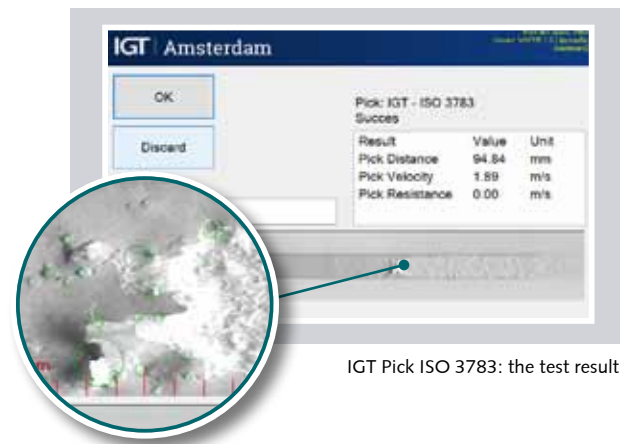 IGT Amsterdam
OK
Discard
Pick: IGT - ISO 3783
Succes
Result Value Unit
Pick Distance 94.84 mm
Pick Velocity 1.89 m/s
Pick Resistance 0.00 m/s
m
IGT Pick ISO 3783: the test result